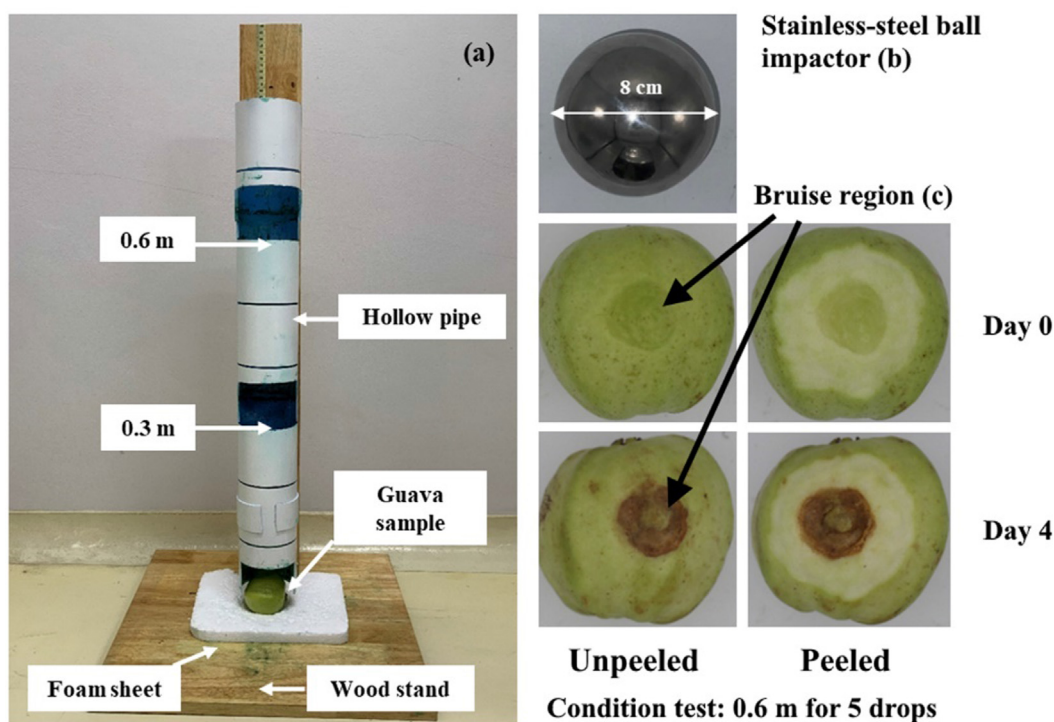 (a)
0.6 m
Hollow pipe
0.3 m
Guava
sample
Foam sheet
Wood stand
Stainless-steel ball
impactor (b)
8 cm
Bruise region (c)
Day 0
Day 4
Unpeeled
Peeled
Condition test: 0.6 m for 5 drops